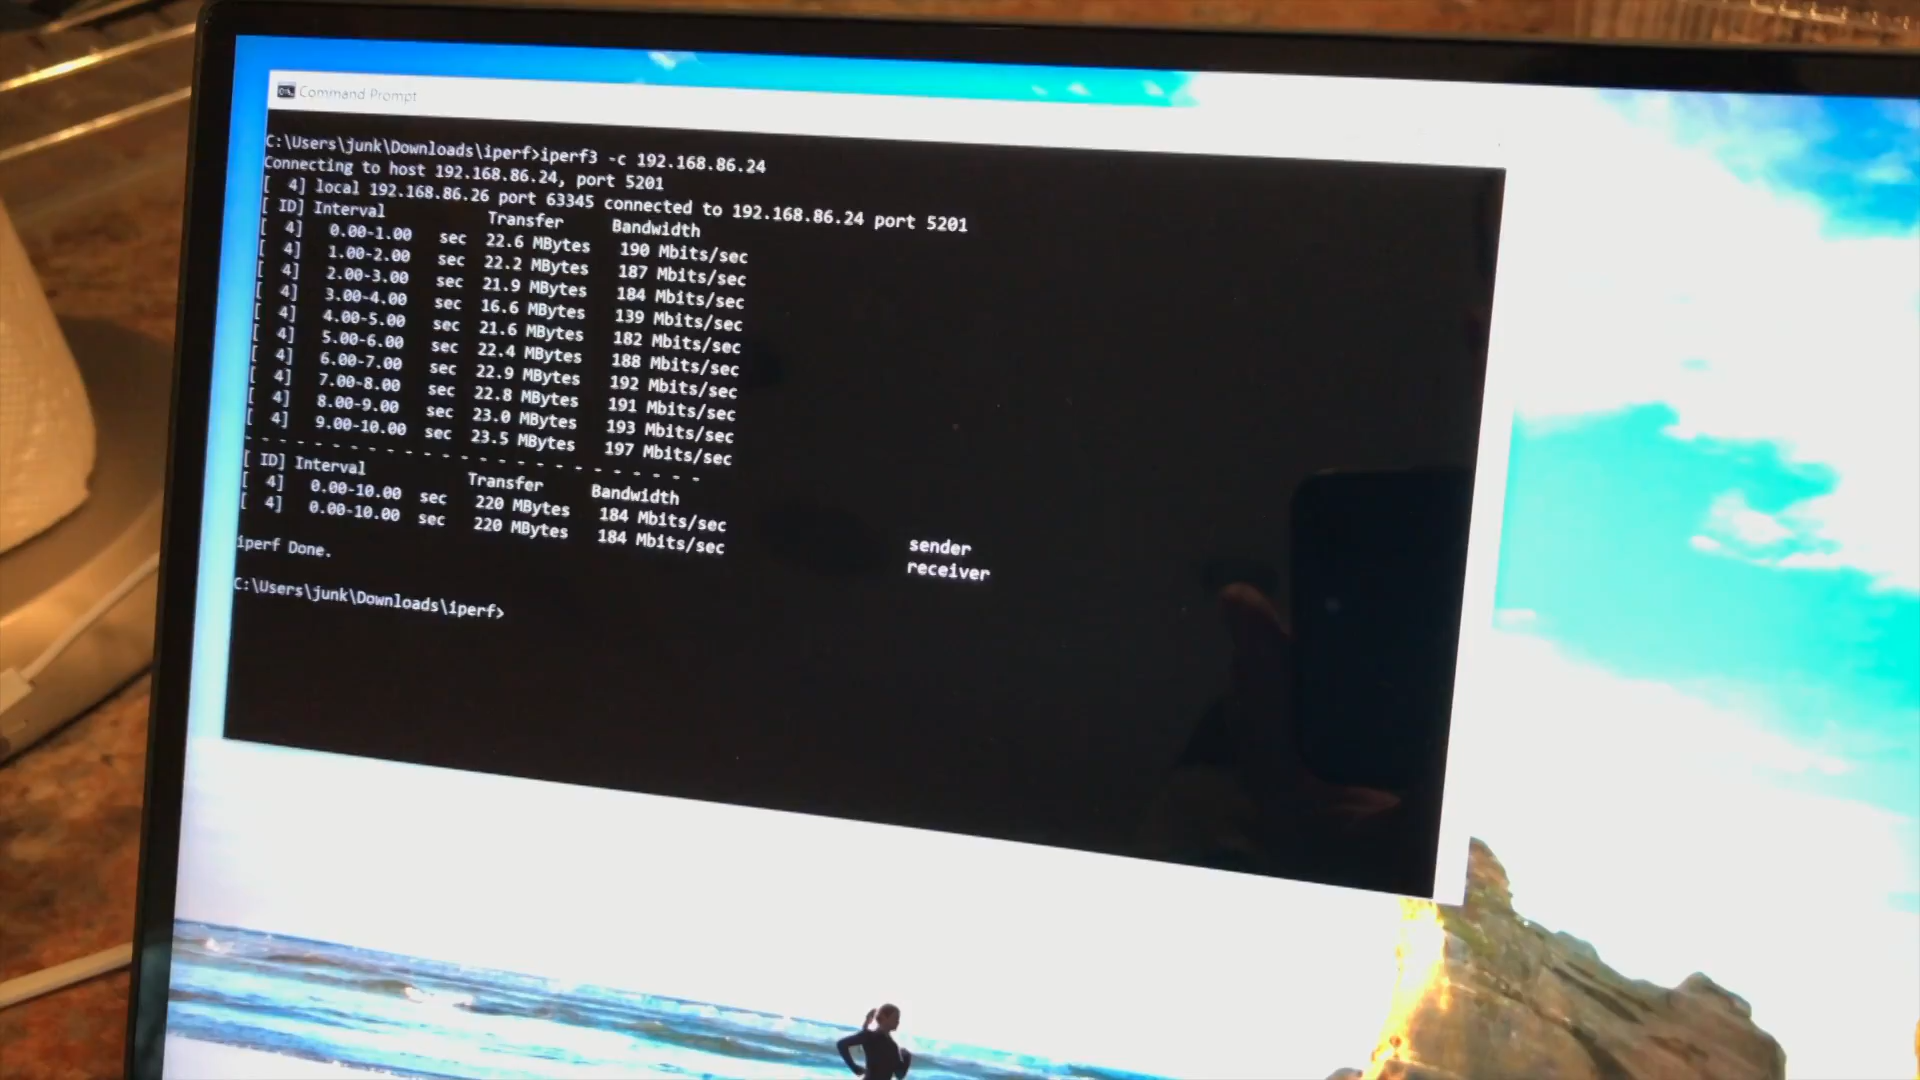 Command Prompt
C:\Users\junk\Downloads\iperf>iperf3 -c 192.168.86.24
Connecting to host 192.168.86.24, port 5201
[  4] local 192.168.86.26 port 63345 connected to 192.168.86.24 port 5201
[ ID] Interval           Transfer     Bandwidth
[  4]   0.00-1.00   sec  22.6 MBytes   190 Mbits/sec
[  4]   1.00-2.00   sec  22.2 MBytes   187 Mbits/sec
[  4]   2.00-3.00   sec  21.9 MBytes   184 Mbits/sec
[  4]   3.00-4.00   sec  16.6 MBytes   139 Mbits/sec
[  4]   4.00-5.00   sec  21.6 MBytes   182 Mbits/sec
[  4]   5.00-6.00   sec  22.4 MBytes   188 Mbits/sec
[  4]   6.00-7.00   sec  22.9 MBytes   192 Mbits/sec
[  4]   7.00-8.00   sec  22.8 MBytes   191 Mbits/sec
[  4]   8.00-9.00   sec  23.0 MBytes   193 Mbits/sec
[  4]   9.00-10.00  sec  23.5 MBytes   197 Mbits/sec
- - - - - - - - - - - - - - - - - - - - - - - - -
[ ID] Interval           Transfer     Bandwidth
[  4]   0.00-10.00  sec   220 MBytes   184 Mbits/sec                  sender
[  4]   0.00-10.00  sec   220 MBytes   184 Mbits/sec                  receiver
iperf Done.
C:\Users\junk\Downloads\iperf>